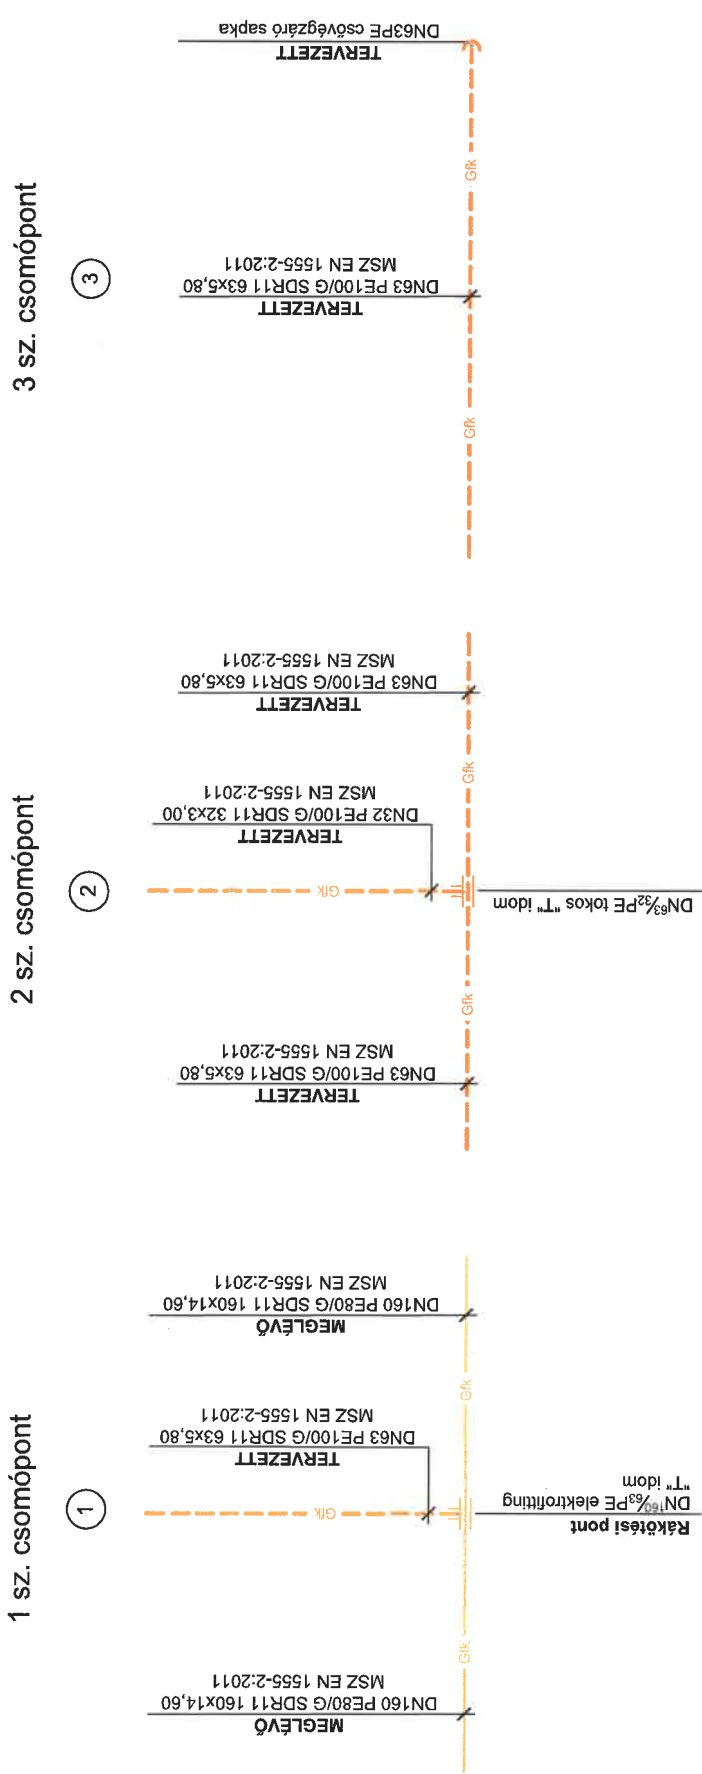 1 sz. csomópont
1
MEGLÉVŐ
DN160 PE80/G SDR11 160x14,60
MSZ EN 1555-2:2011
Gfk
Rákötési pont
DN160/63PE elektrofitting
"T" idom
Gfk
TERVEZETT
DN63 PE100/G SDR11 63x5,80
MSZ EN 1555-2:2011
Gfk
MEGLÉVŐ
DN160 PE80/G SDR11 160x14,60
MSZ EN 1555-2:2011
2 sz. csomópont
2
TERVEZETT
DN63 PE100/G SDR11 63x5,80
MSZ EN 1555-2:2011
Gfk
DN63/32PE tokos "T" idom
Gfk
TERVEZETT
DN32 PE100/G SDR11 32x3,00
MSZ EN 1555-2:2011
Gfk
TERVEZETT
DN63 PE100/G SDR11 63x5,80
MSZ EN 1555-2:2011
3 sz. csomópont
3
Gfk
TERVEZETT
DN63 PE100/G SDR11 63x5,80
MSZ EN 1555-2:2011
Gfk
TERVEZETT
DN63PE csővégzáró sapka